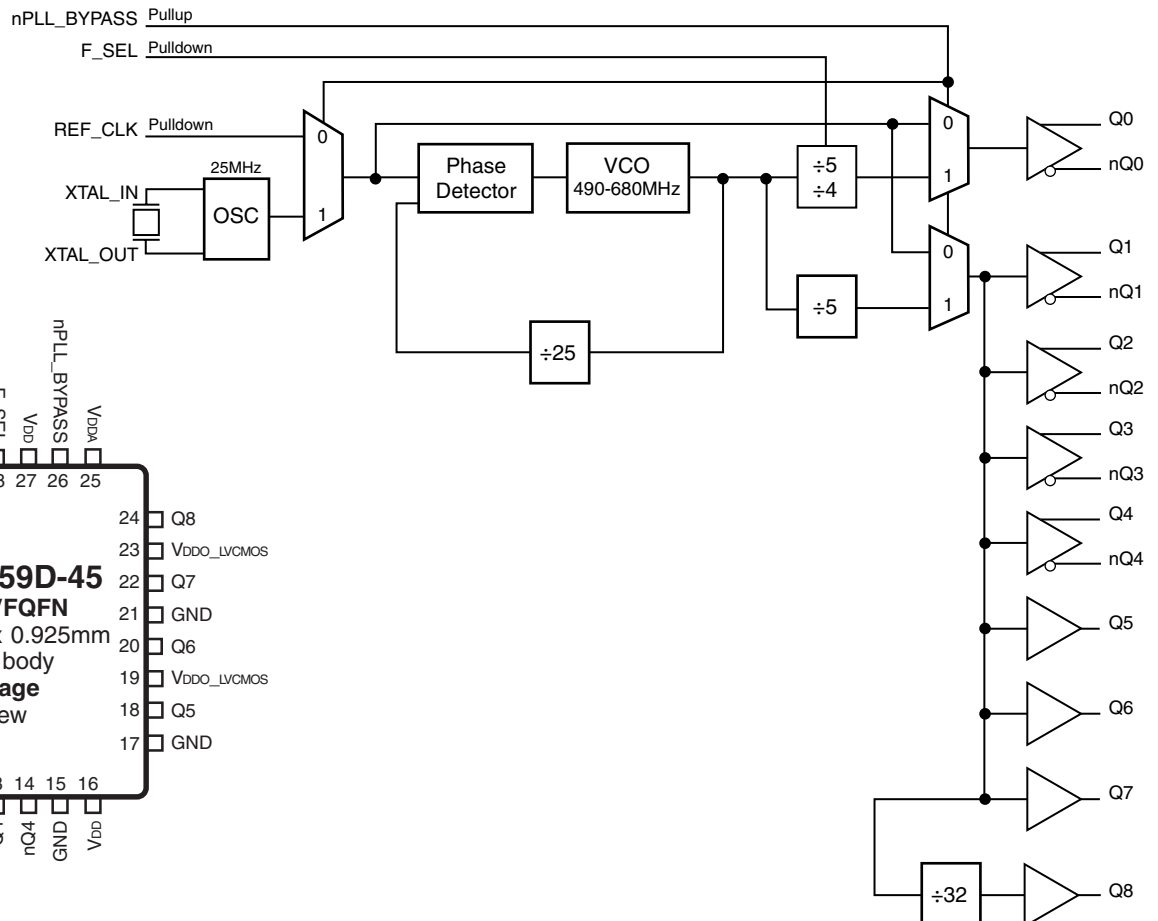 nPLL_BYPASS Pullup
F_SEL Pulldown
REF_CLK Pulldown
25MHz
XTAL_IN
OSC
XTAL_OUT
0
1
Phase
Detector
VCO
490-680MHz
÷25
÷5
÷4
÷5
0
1
0
1
Q0
nQ0
Q1
nQ1
Q2
nQ2
Q3
nQ3
Q4
nQ4
Q5
Q6
Q7
÷32
Q8
VDD
nPLL_BYPASS
VDDA
27 26 25
24 Q8
23 VDDO_LVCMOS
22 Q7
21 GND
20 Q6
19 VDDO_LVCMOS
18 Q5
17 GND
59D-45
0.925mm
body
14 15 16
nQ4
GND
VDD